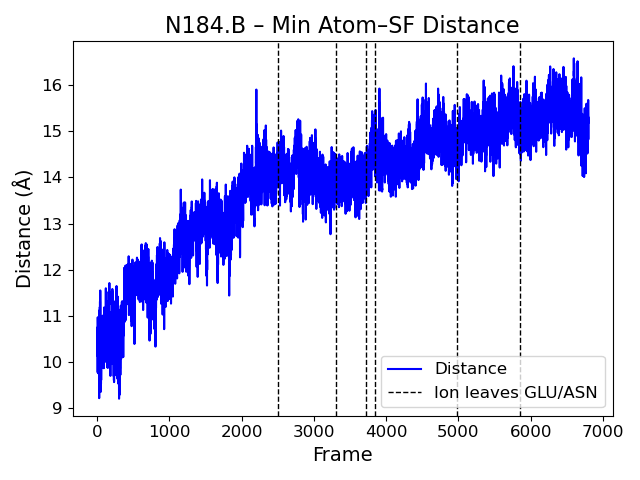 N184.B – Min Atom–SF Distance
Distance (Å)
16
15
14
13
12
11
10
9
Distance
Ion leaves GLU/ASN
0 1000 2000 3000 4000 5000 6000 7000
Frame